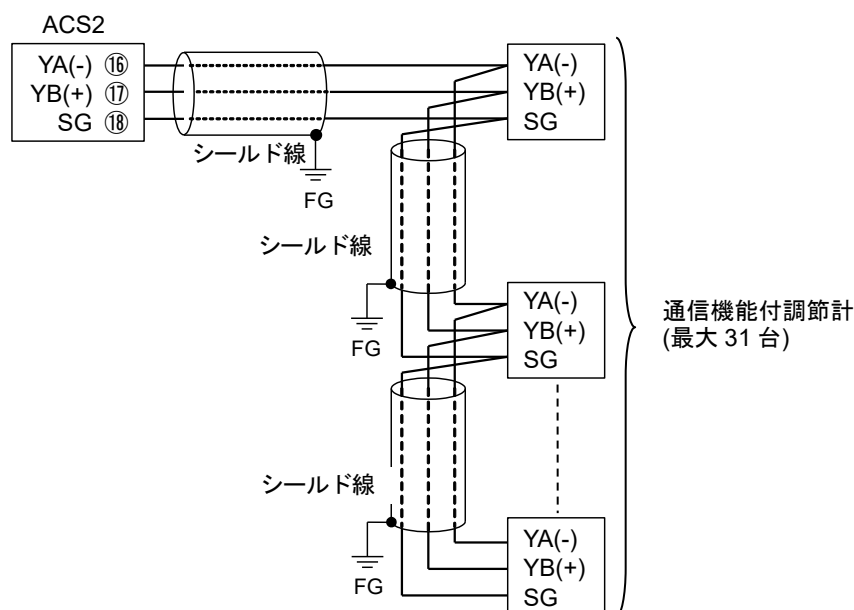 ACS2
YA(-) ⑯
YB(+) ⑰
SG ⑱
YA(-)
YB(+)
SG
シールド線
FG
シールド線
FG
YA(-)
YB(+)
SG
通信機能付調節計
(最大 31 台)
シールド線
FG
YA(-)
YB(+)
SG